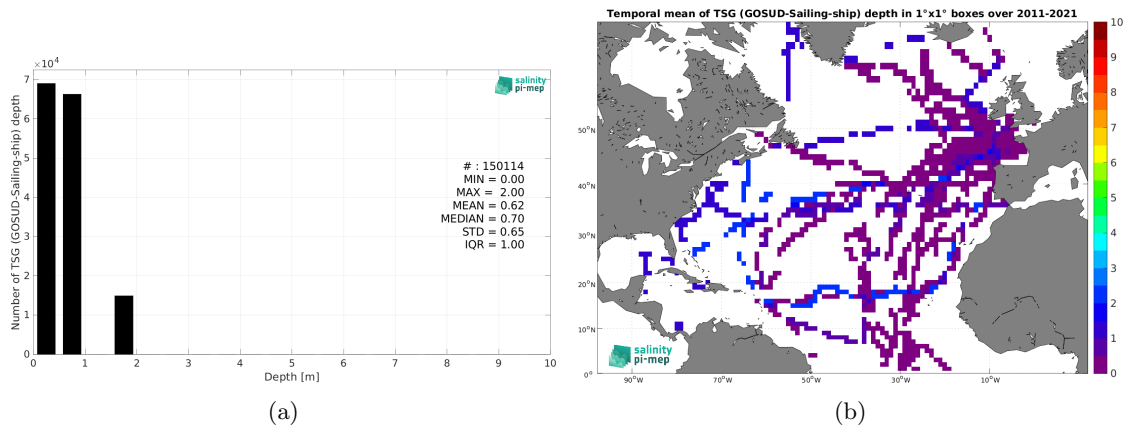 ×10⁴
7
6
5
4
3
2
1
0
Number of TSG (GOSUD-Sailing-ship) depth
salinity
pi-mep
# : 150114
MIN = 0.00
MAX = 2.00
MEAN = 0.62
MEDIAN = 0.70
STD = 0.65
IQR = 1.00
0 1 2 3 4 5 6 7 8 9 10
Depth [m]
(a)
Temporal mean of TSG (GOSUD-Sailing-ship) depth in 1°x1° boxes over 2011-2021
50°N
40°N
30°N
20°N
10°N
0°
90°W 70°W 50°W 30°W 10°W
salinity
pi-mep
10
9
8
7
6
5
4
3
2
1
0
(b)